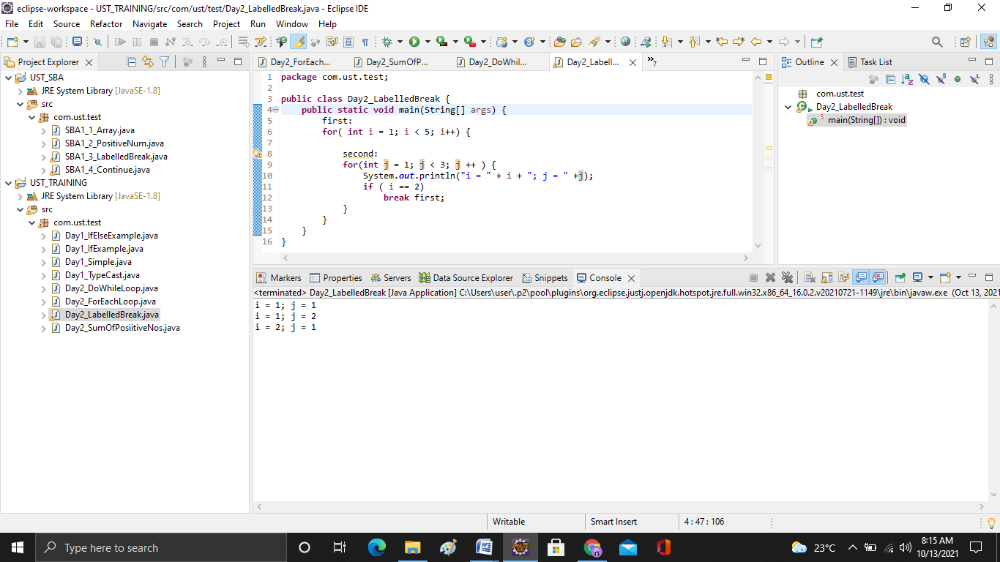 eclipse-workspace - UST_TRAINING/src/com/ust/test/Day2_LabelledBreak.java - Eclipse IDE
File Edit Source Refactor Navigate Search Project Run Window Help
Project Explorer
UST_SBA
JRE System Library [JavaSE-1.8]
src
com.ust.test
SBA1_1_Array.java
SBA1_2_PositiveNum.java
SBA1_3_LabelledBreak.java
SBA1_4_Continue.java
UST_TRAINING
JRE System Library [JavaSE-1.8]
src
com.ust.test
Day1_IfElseExample.java
Day1_IfExample.java
Day1_Simple.java
Day1_TypeCast.java
Day2_DoWhileLoop.java
Day2_ForEachLoop.java
Day2_LabelledBreak.java
Day2_SumOfPosiitiveNos.java
Day2_ForEach... Day2_SumOfP... Day2_DoWhil... Day2_Labell... »7
1 package com.ust.test;
2
3 public class Day2_LabelledBreak {
4 public static void main(String[] args) {
5 first:
6 for( int i = 1; i < 5; i++) {
7
8 second:
9 for(int j = 1; j < 3; j ++ ) {
10 System.out.println("i = " + i + "; j = " +j);
11 if ( i == 2)
12 break first;
13 }
14 }
15 }
16 }
Outline Task List
com.ust.test
Day2_LabelledBreak
main(String[]) : void
Markers Properties Servers Data Source Explorer Snippets Console
<terminated> Day2_LabelledBreak [Java Application] C:\Users\user\.p2\pool\plugins\org.eclipse.justj.openjdk.hotspot.jre.full.win32.x86_64_16.0.2.v20210721-1149\jre\bin\javaw.exe (Oct 13, 2021
i = 1; j = 1
i = 1; j = 2
i = 2; j = 1
Writable Smart Insert 4 : 47 : 106
Type here to search
23°C
8:15 AM
10/13/2021